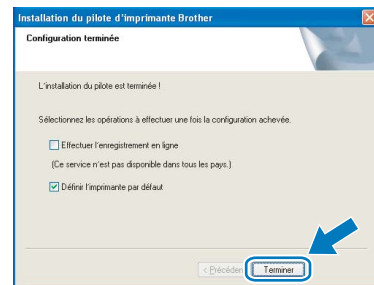 Installation du pilote d'imprimante Brother
Configuration terminée
L'installation du pilote est terminée !
Sélectionnez les opérations à effectuer une fois la configuration achevée.
Effectuer l'enregistrement en ligne
(Ce service n'est pas disponible dans tous les pays.)
Définir l'imprimante par défaut
< Précéden Terminer